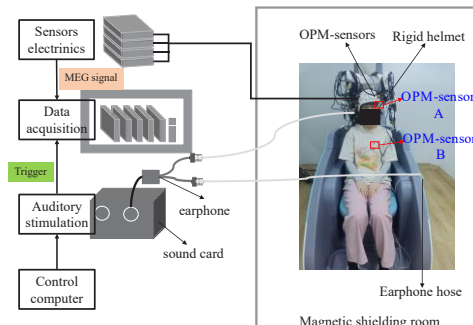 Sensors
electrinics
MEG signal
Data
acquisition
Trigger
Auditory
stimulation
Control
computer
earphone
sound card
OPM-sensors
Rigid helmet
OPM-sensor
A
OPM-sensor
B
Earphone hose
Magnetic shielding room